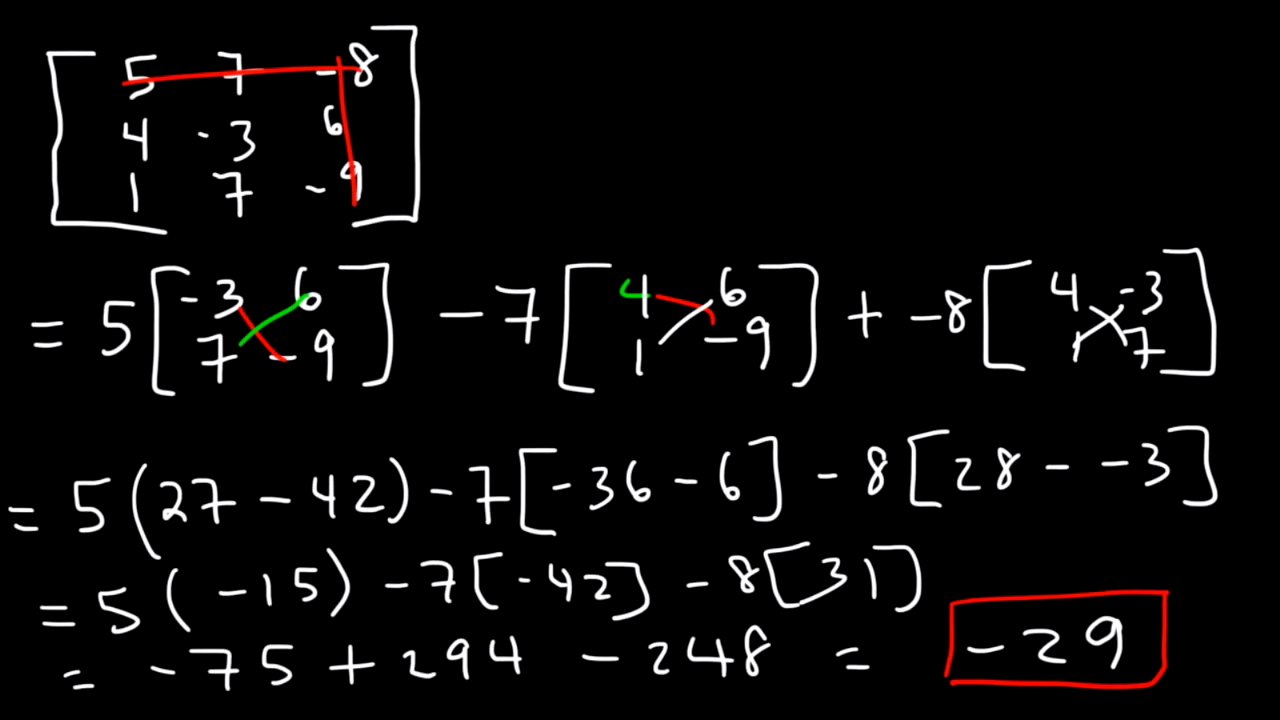 5 7 -8
4 -3 6
1 7 -9
= 5 [ -3 6 ] - 7 [ 4 6 ] + -8 [ 4 -3 ]
7 -9 1 -9 1 7
= 5(27 - 42) - 7[-36 - 6] - 8[28 - -3]
= 5(-15) - 7[-42] - 8[31]
= -75 + 294 - 248 = -29